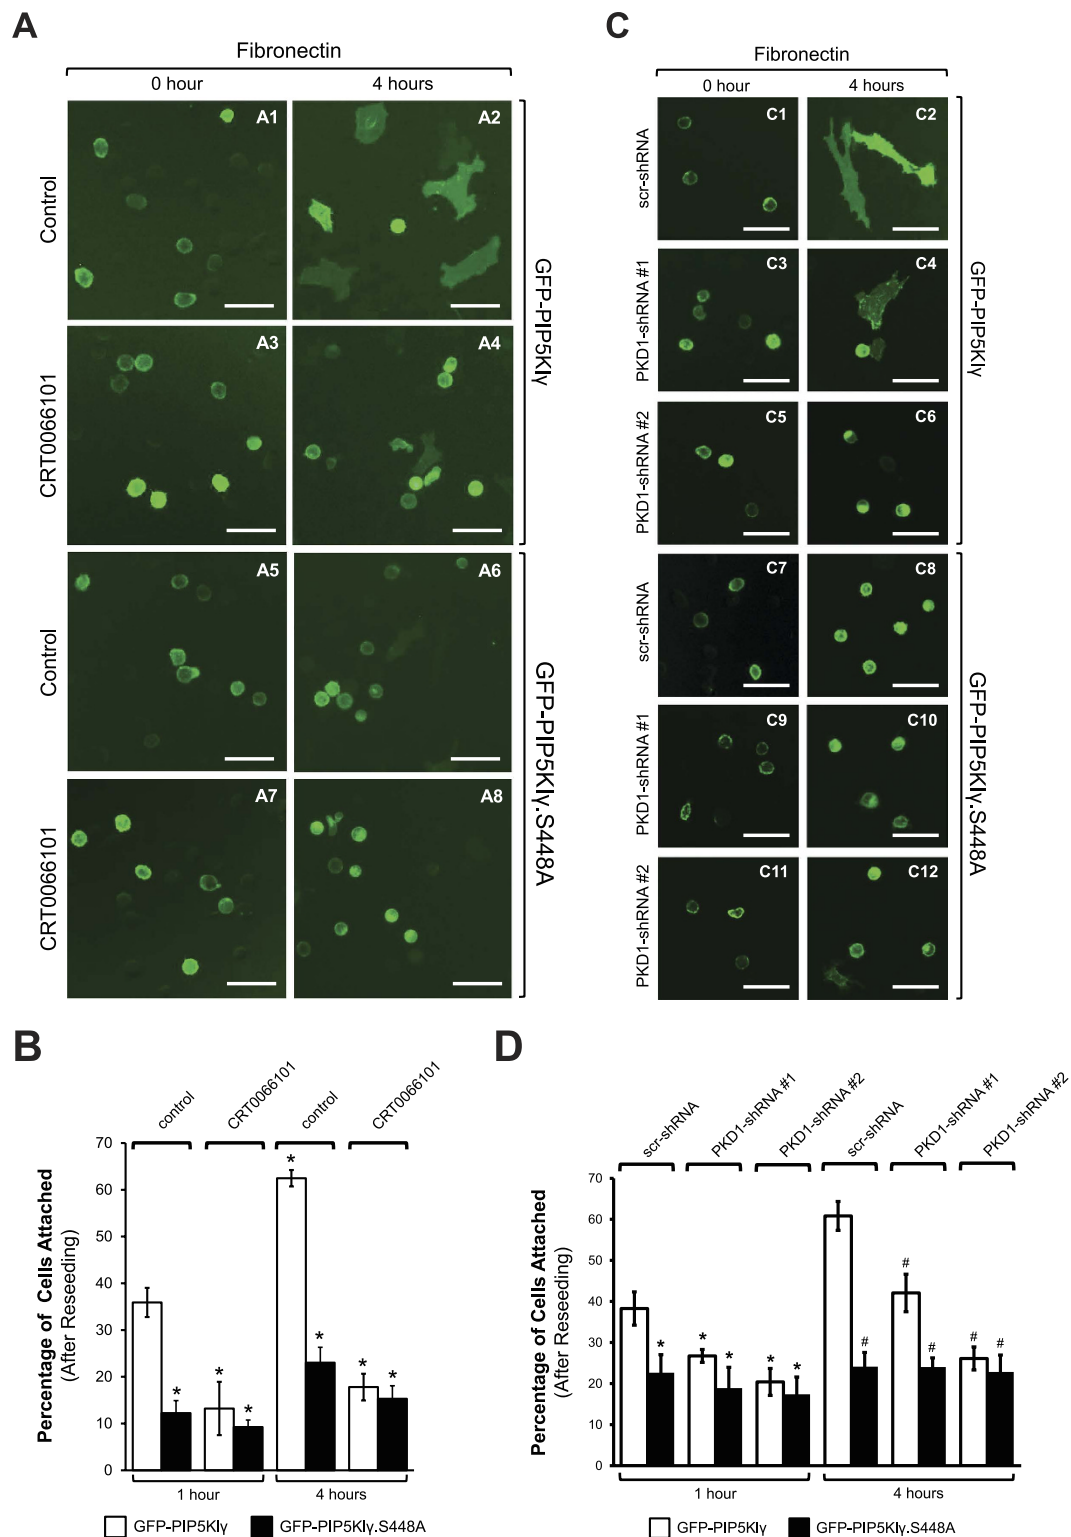 A
Fibronectin
0 hour
4 hours
Control
A1
A2
CRT0066101
A3
A4
GFP-PIP5KIγ
Control
A5
A6
CRT0066101
A7
A8
GFP-PIP5KIγ.S448A
C
Fibronectin
0 hour
4 hours
scr-shRNA
C1
C2
PKD1-shRNA #1
C3
C4
PKD1-shRNA #2
C5
C6
GFP-PIP5KIγ
scr-shRNA
C7
C8
PKD1-shRNA #1
C9
C10
PKD1-shRNA #2
C11
C12
GFP-PIP5KIγ.S448A
B
control
CRT0066101
control
CRT0066101
Percentage of Cells Attached
(After Reseeding)
70
60
50
40
30
20
10
0
*
*
*
*
*
*
*
1 hour
4 hours
GFP-PIP5KIγ
GFP-PIP5KIγ.S448A
D
scr-shRNA
PKD1-shRNA #1
PKD1-shRNA #2
scr-shRNA
PKD1-shRNA #1
PKD1-shRNA #2
Percentage of Cells Attached
(After Reseeding)
70
60
50
40
30
20
10
0
*
*
*
*
*
#
#
#
#
#
1 hour
4 hours
GFP-PIP5KIγ
GFP-PIP5KIγ.S448A